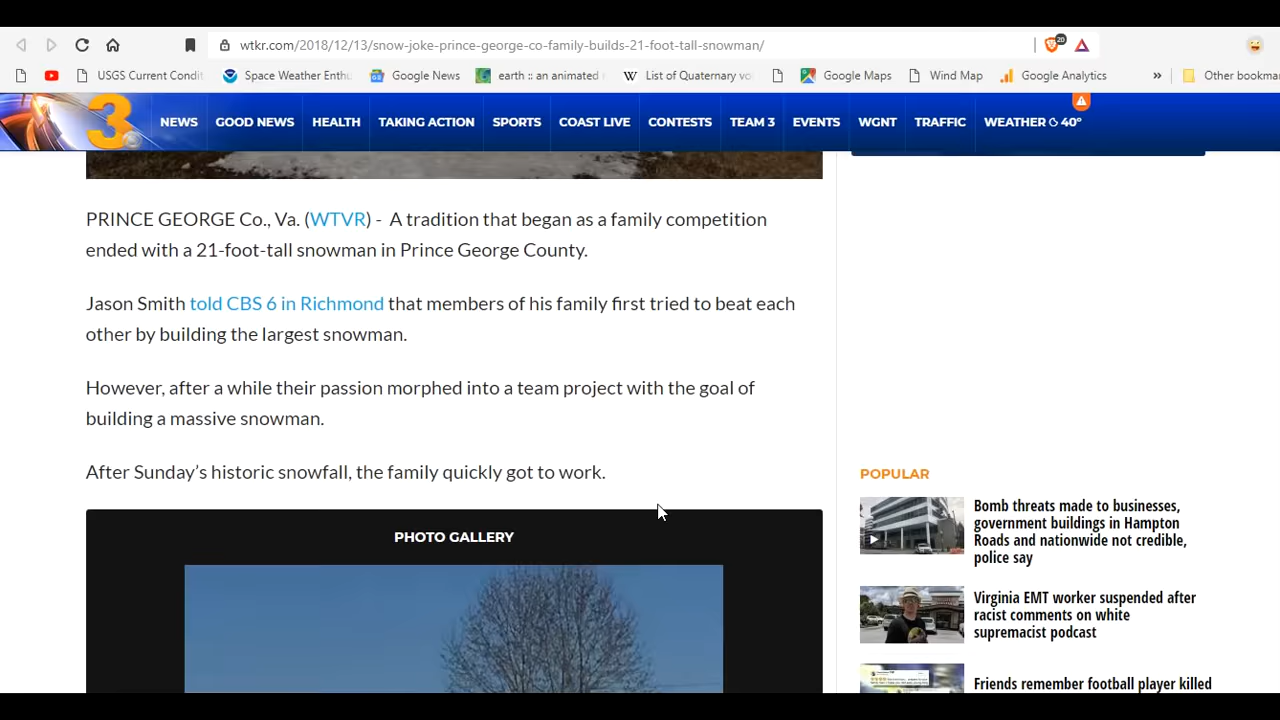 wtkr.com/2018/12/13/snow-joke-prince-george-co-family-builds-21-foot-tall-snowman/
20
USGS Current Condit
Space Weather Enthu
Google News
earth :: an animated
List of Quaternary vo
Google Maps
Wind Map
Google Analytics
»
Other bookma
3
NEWS
GOOD NEWS
HEALTH
TAKING ACTION
SPORTS
COAST LIVE
CONTESTS
TEAM 3
EVENTS
WGNT
TRAFFIC
WEATHER 40°
PRINCE GEORGE Co., Va. (WTVR) - A tradition that began as a family competition
ended with a 21-foot-tall snowman in Prince George County.
Jason Smith told CBS 6 in Richmond that members of his family first tried to beat each
other by building the largest snowman.
However, after a while their passion morphed into a team project with the goal of
building a massive snowman.
After Sunday’s historic snowfall, the family quickly got to work.
PHOTO GALLERY
POPULAR
Bomb threats made to businesses,
government buildings in Hampton
Roads and nationwide not credible,
police say
Virginia EMT worker suspended after
racist comments on white
supremacist podcast
Friends remember football player killed